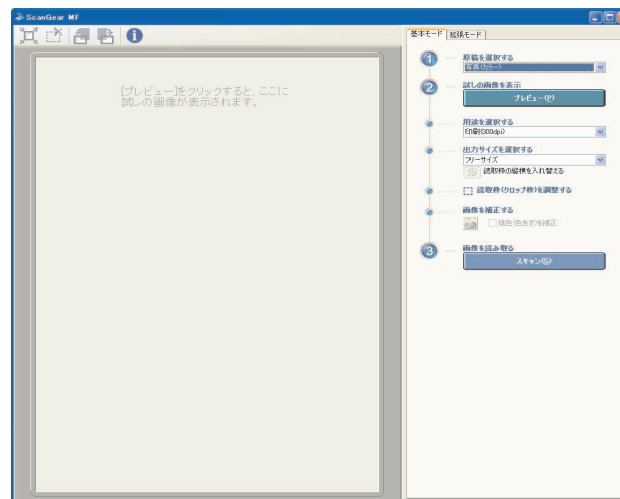 ScanGear MF
基本モード
拡張モード
[プレビュー]をクリックすると、ここに
試しの画像が表示されます。
1
原稿を選択する
写真(カラー)
2
試しの画像を表示
プレビュー(P)
用途を選択する
印刷(300dpi)
出力サイズを選択する
フリーサイズ
読取枠の縦横を入れ替える
読取枠(クロップ枠)を調整する
画像を補正する
褪色(色あせ)を補正
3
画像を読み取る
スキャン(S)